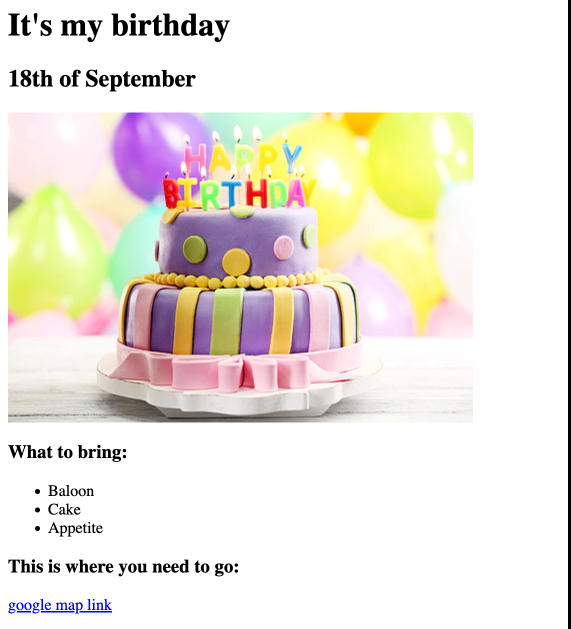 It's my birthday
18th of September
HAPPY
BIRTHDAY
What to bring:
Baloon
Cake
Appetite
This is where you need to go:
google map link